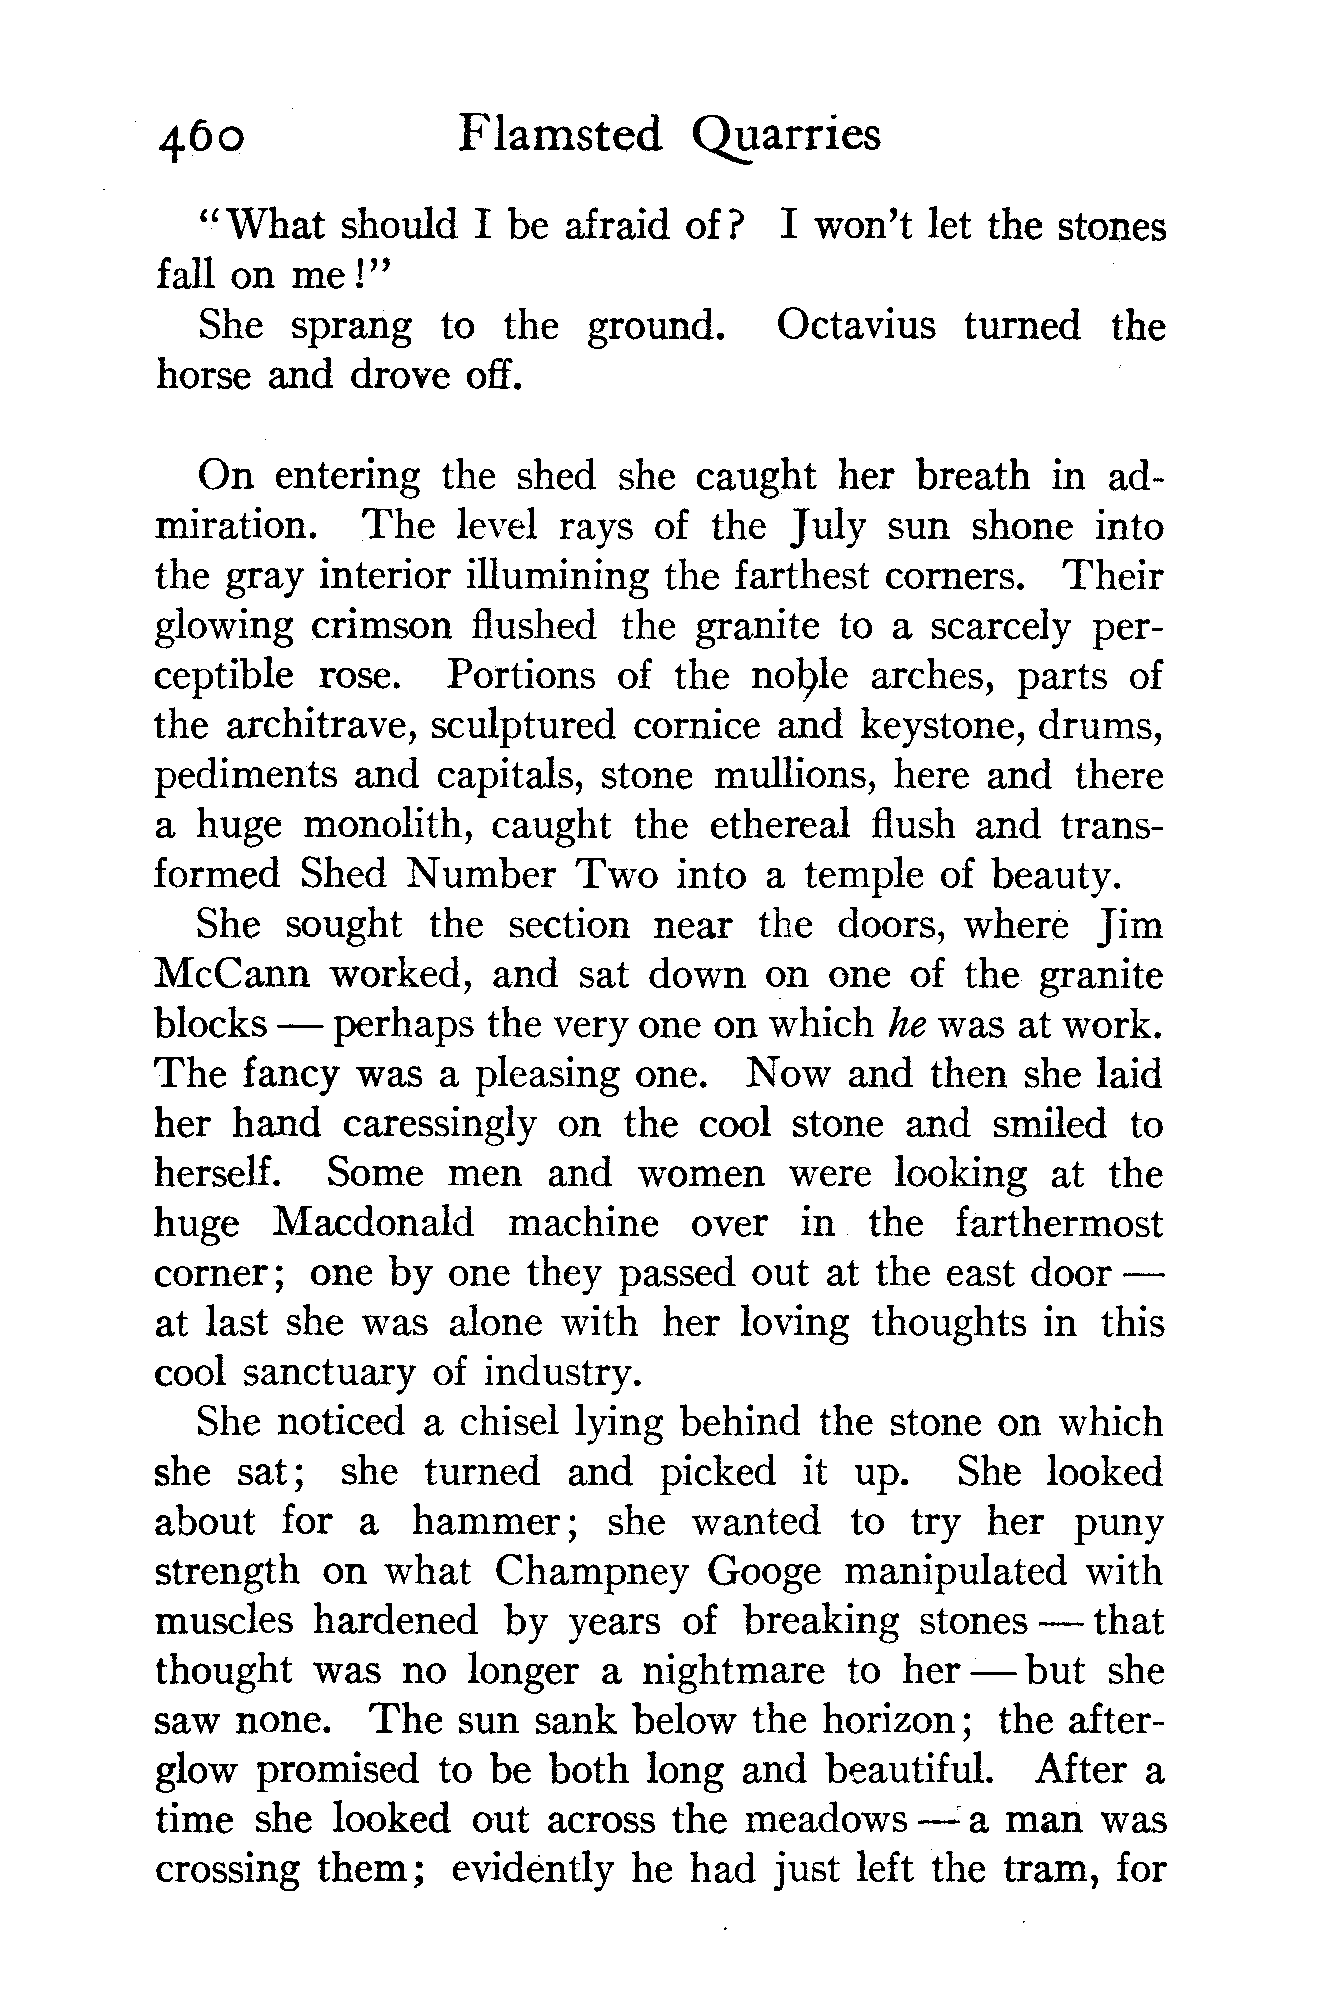 460 Flamsted Quarries
“What should I be afraid of? I won’t let the stones
fall on me!”
She sprang to the ground. Octavius turned the
horse and drove off.
On entering the shed she caught her breath in ad-
miration. The level rays of the July sun shone into
the gray interior illumining the farthest corners. Their
glowing crimson flushed the granite to a scarcely per-
ceptible rose. Portions of the noble arches, parts of
the architrave, sculptured cornice and keystone, drums,
pediments and capitals, stone mullions, here and there
a huge monolith, caught the ethereal flush and trans-
formed Shed Number Two into a temple of beauty.
She sought the section near the doors, where Jim
McCann worked, and sat down on one of the granite
blocks — perhaps the very one on which he was at work.
The fancy was a pleasing one. Now and then she laid
her hand caressingly on the cool stone and smiled to
herself. Some men and women were looking at the
huge Macdonald machine over in the farthermost
corner; one by one they passed out at the east door —
at last she was alone with her loving thoughts in this
cool sanctuary of industry.
She noticed a chisel lying behind the stone on which
she sat; she turned and picked it up. She looked
about for a hammer; she wanted to try her puny
strength on what Champney Googe manipulated with
muscles hardened by years of breaking stones — that
thought was no longer a nightmare to her — but she
saw none. The sun sank below the horizon; the after-
glow promised to be both long and beautiful. After a
time she looked out across the meadows — a man was
crossing them; evidently he had just left the tram, for